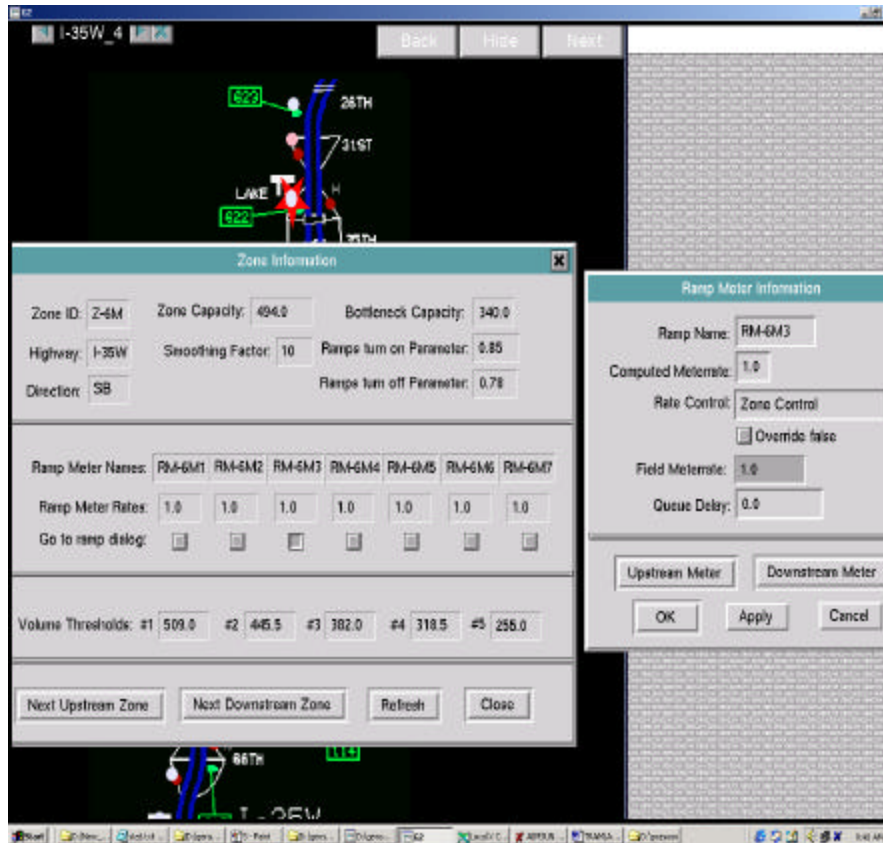 G2
I-35W_4
Back Hide Next
623
26TH
31ST
LAKE
H
622
35TH
Zone Information
Zone ID: Z-6M Zone Capacity: 494.0 Bottleneck Capacity: 340.0
Highway: I-35W Smoothing Factor: 10 Ramps turn on Parameter: 0.85
Direction: SB Ramps turn off Parameter: 0.78
Ramp Meter Names: RM-6M1 RM-6M2 RM-6M3 RM-6M4 RM-6M5 RM-6M6 RM-6M7
Ramp Meter Rates: 1.0 1.0 1.0 1.0 1.0 1.0 1.0
Go to ramp dialog:
Volume Thresholds: #1 509.0 #2 445.5 #3 382.0 #4 318.5 #5 255.0
Next Upstream Zone Next Downstream Zone Refresh Close
Ramp Meter Information
Ramp Name: RM-6M3
Computed Meterrate: 1.0
Rate Control: Zone Control
Override false
Field Meterrate: 1.0
Queue Delay: 0.0
Upstream Meter Downstream Meter
OK Apply Cancel
66TH
114
I-35W
Start G2